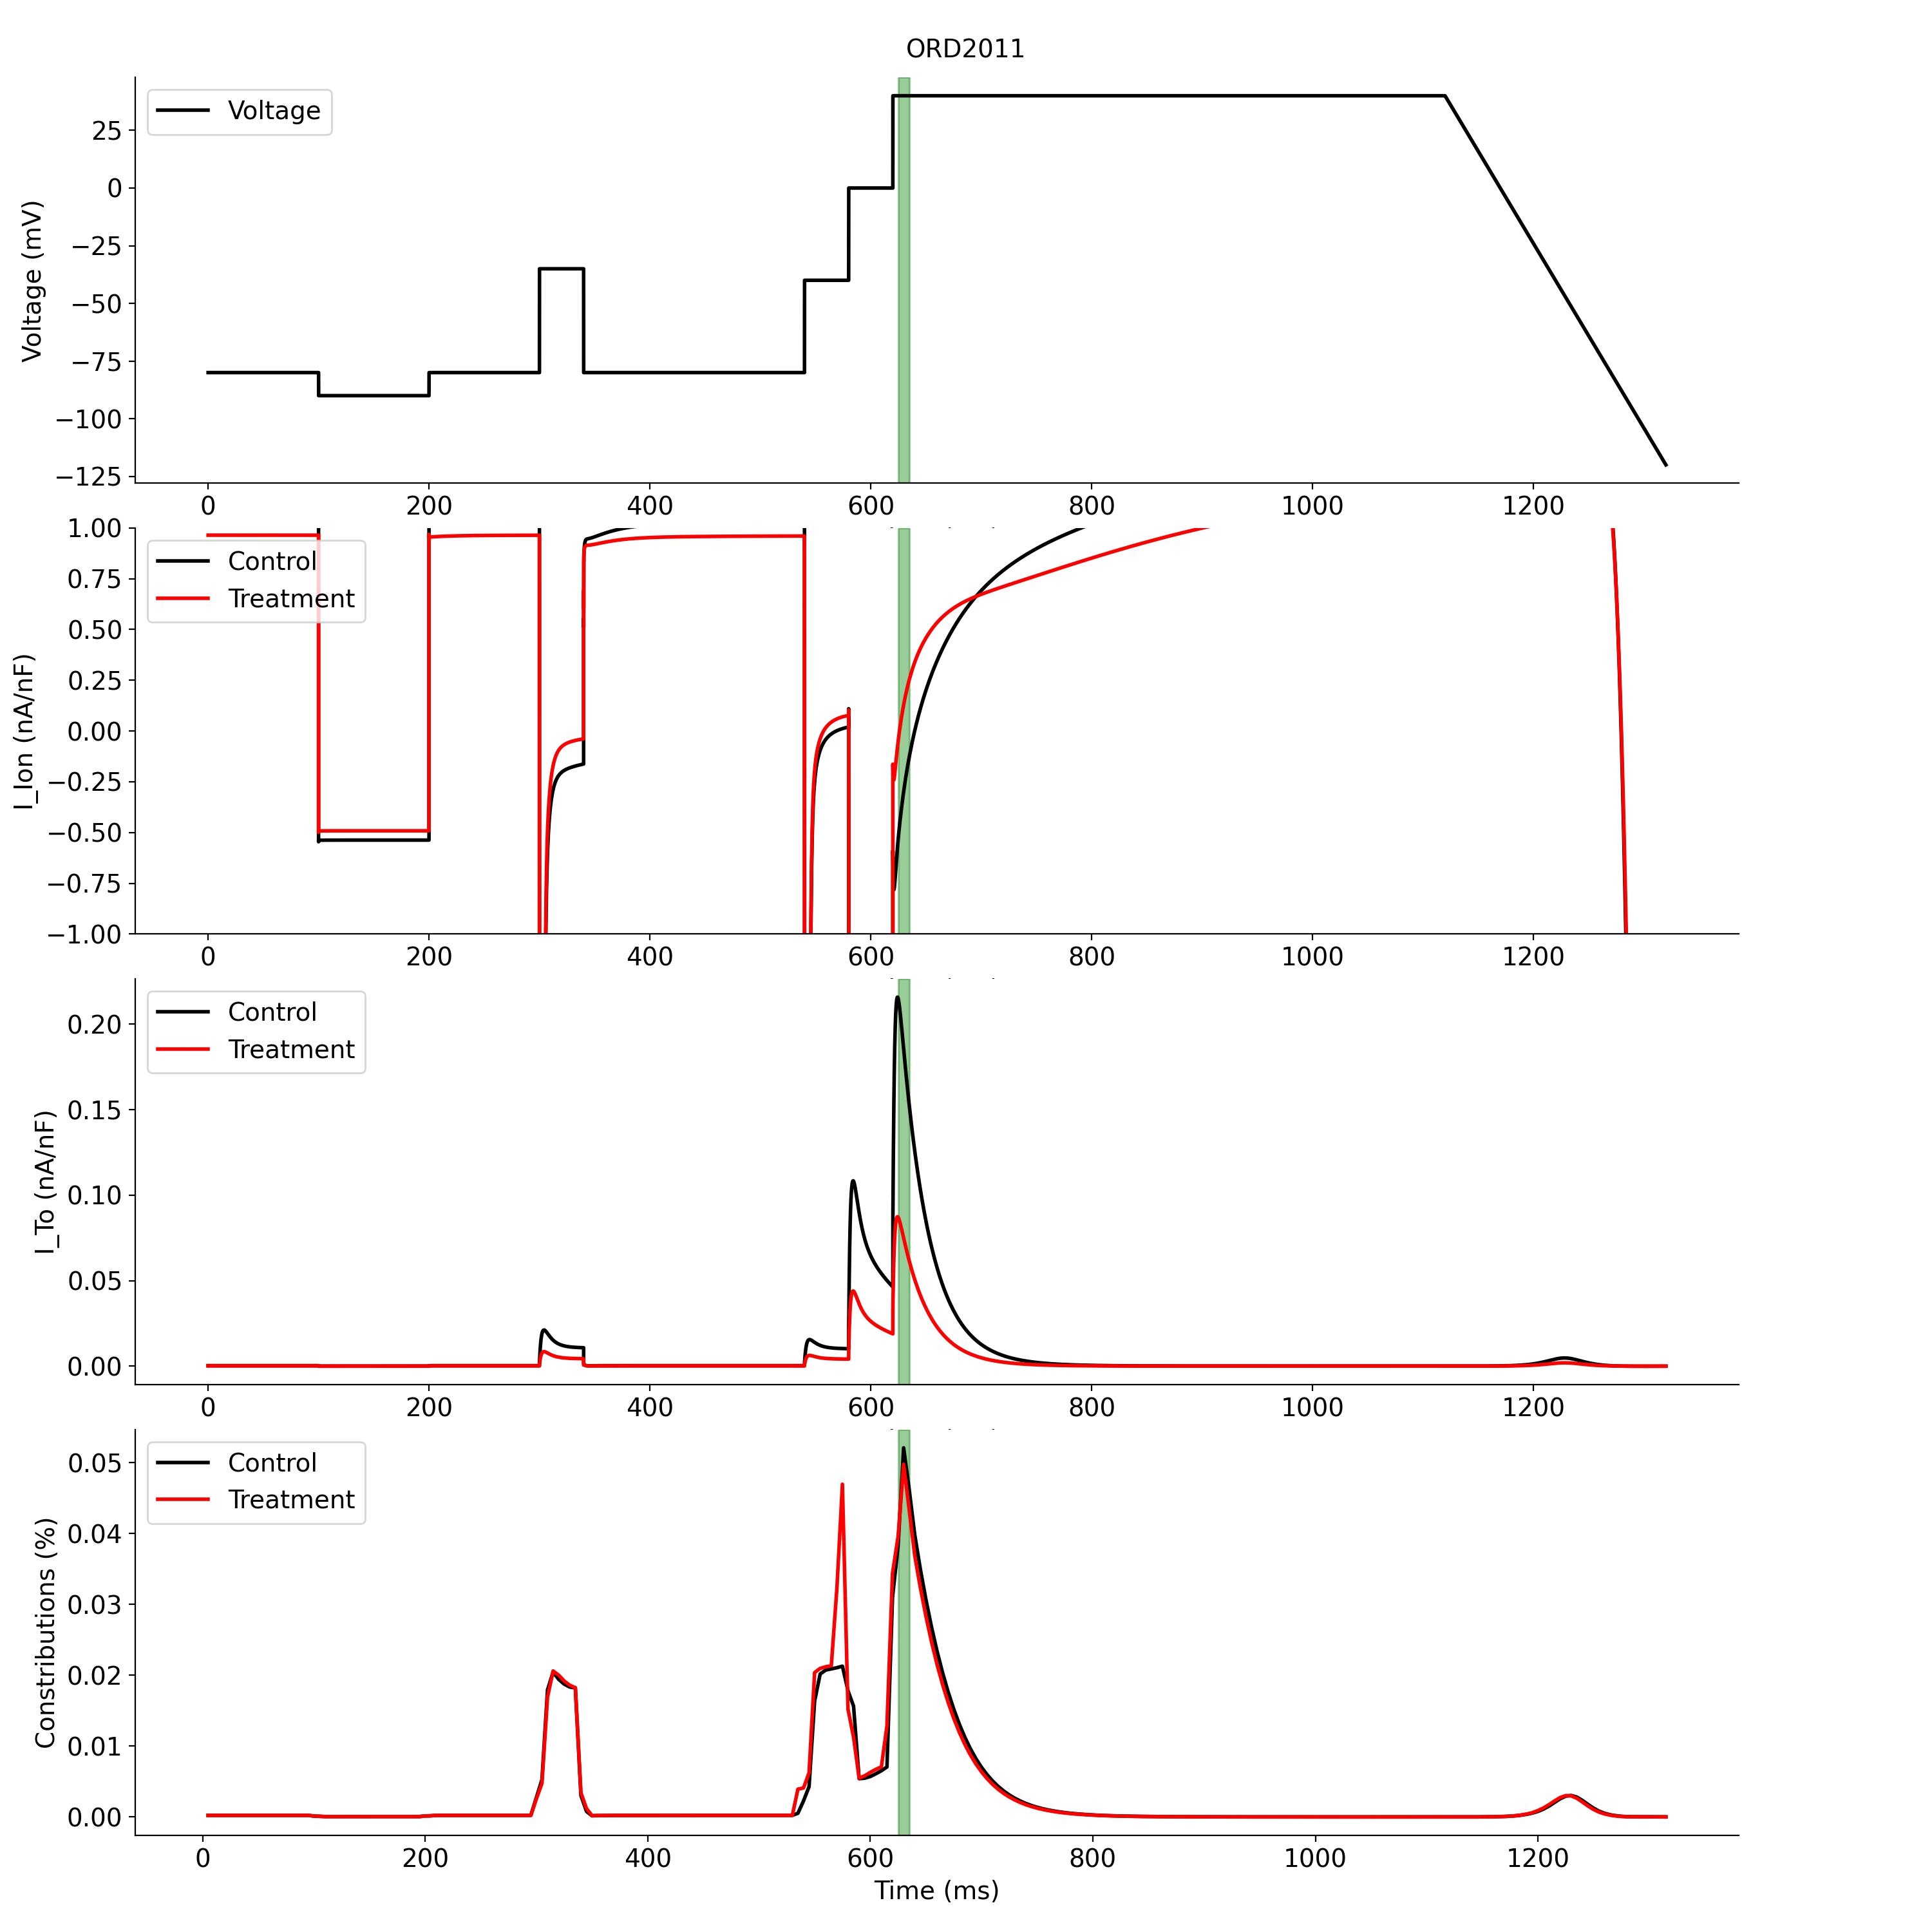 ORD2011
Voltage
25
0
−25
−50
−75
−100
−125
Voltage (mV)
0 200 400 600 800 1000 1200
Control
Treatment
1.00
0.75
0.50
0.25
0.00
−0.25
−0.50
−0.75
−1.00
I_Ion (nA/nF)
0 200 400 600 800 1000 1200
Control
Treatment
0.20
0.15
0.10
0.05
0.00
I_To (nA/nF)
0 200 400 600 800 1000 1200
Control
Treatment
0.05
0.04
0.03
0.02
0.01
0.00
Constributions (%)
0 200 400 600 800 1000 1200
Time (ms)